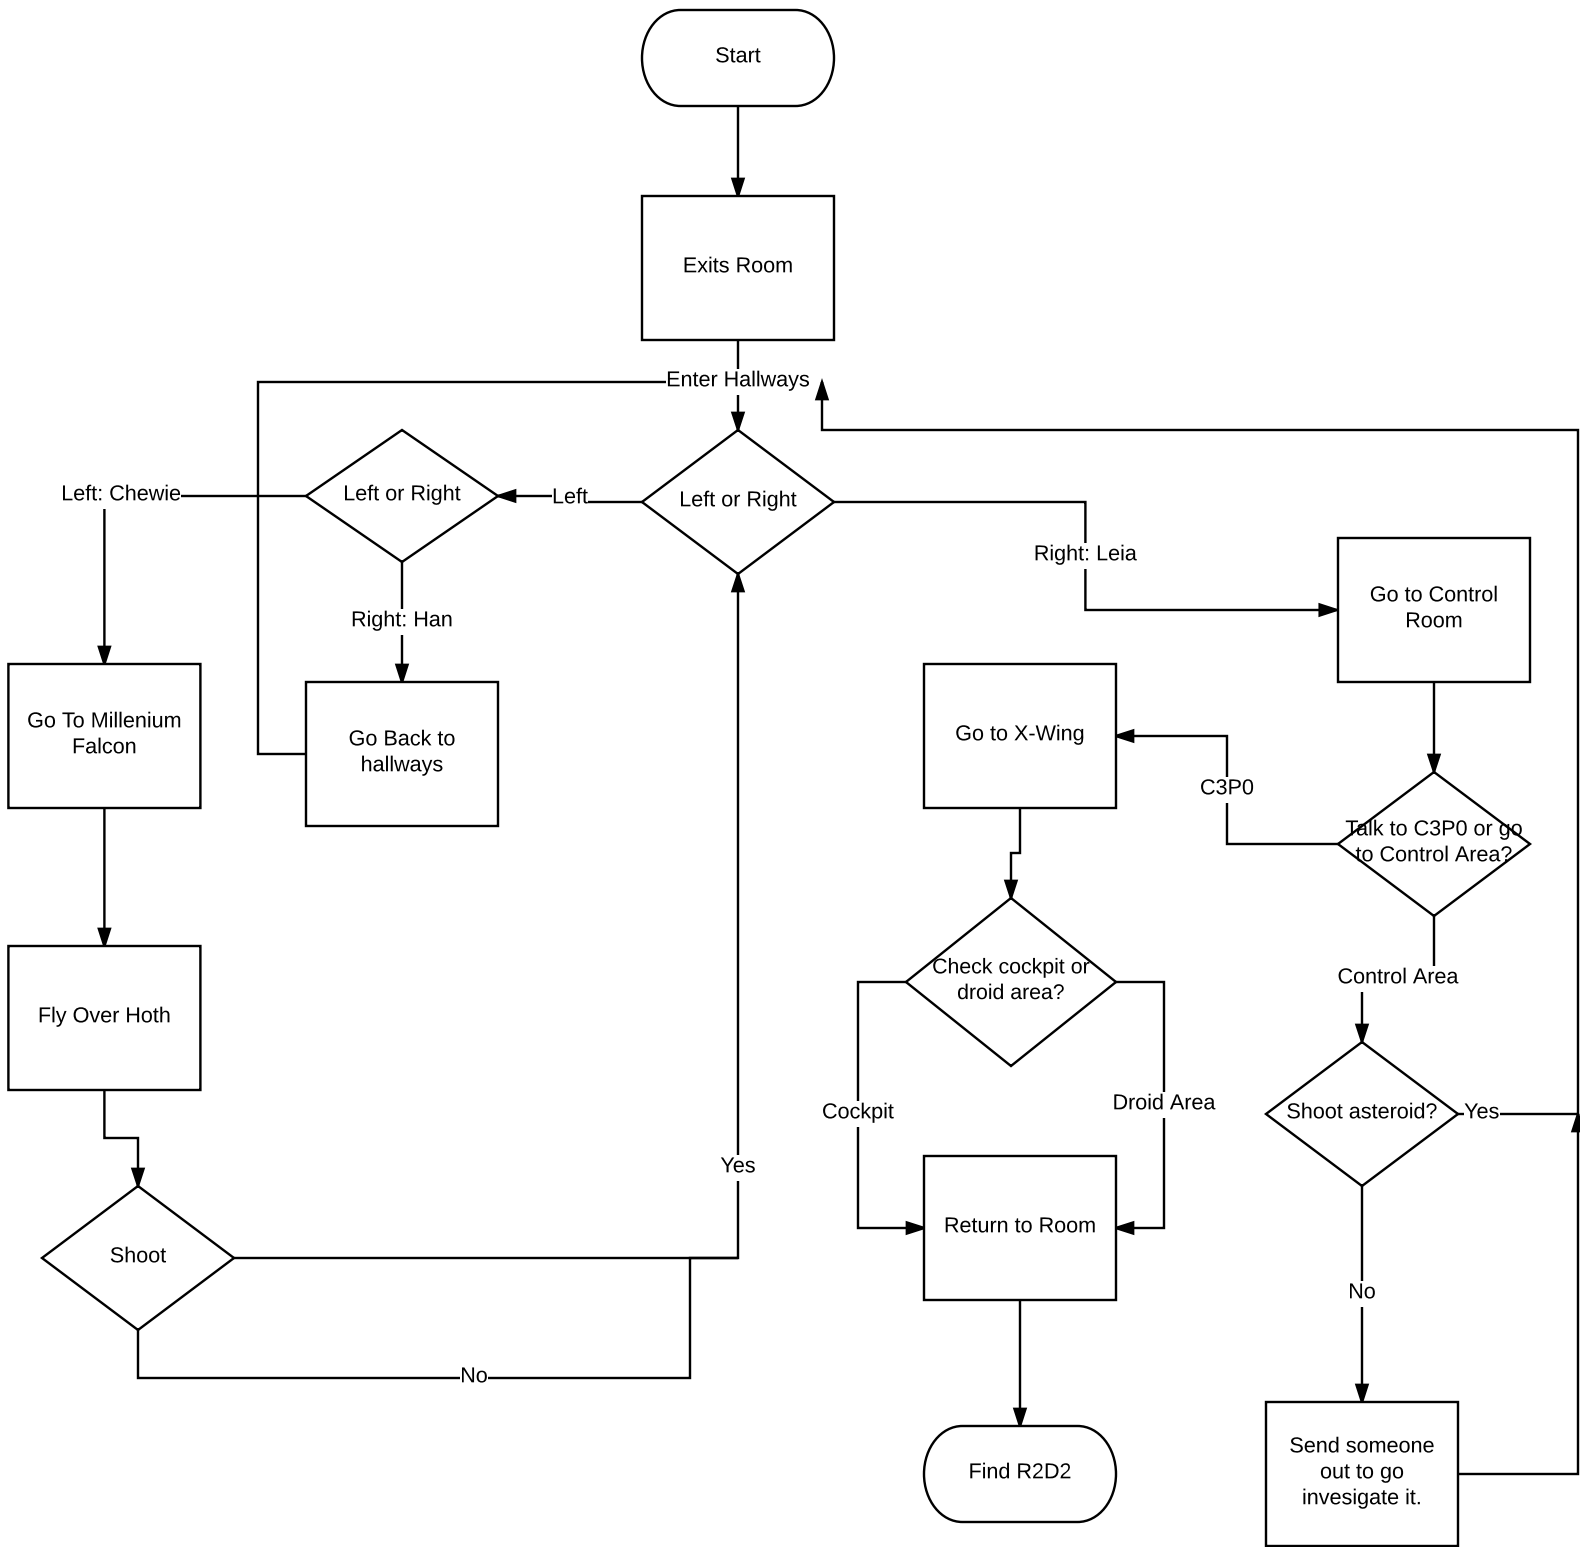 Start
Exits Room
Enter Hallways
Left: Chewie
Left or Right
Left
Left or Right
Right: Leia
Go to Control
Room
Right: Han
Go To Millenium
Falcon
Go Back to
hallways
Go to X-Wing
C3P0
Talk to C3P0 or go
to Control Area?
Check cockpit or
droid area?
Control Area
Fly Over Hoth
Cockpit
Droid Area
Shoot asteroid?
Yes
Yes
Shoot
Return to Room
No
No
Find R2D2
Send someone
out to go
invesigate it.